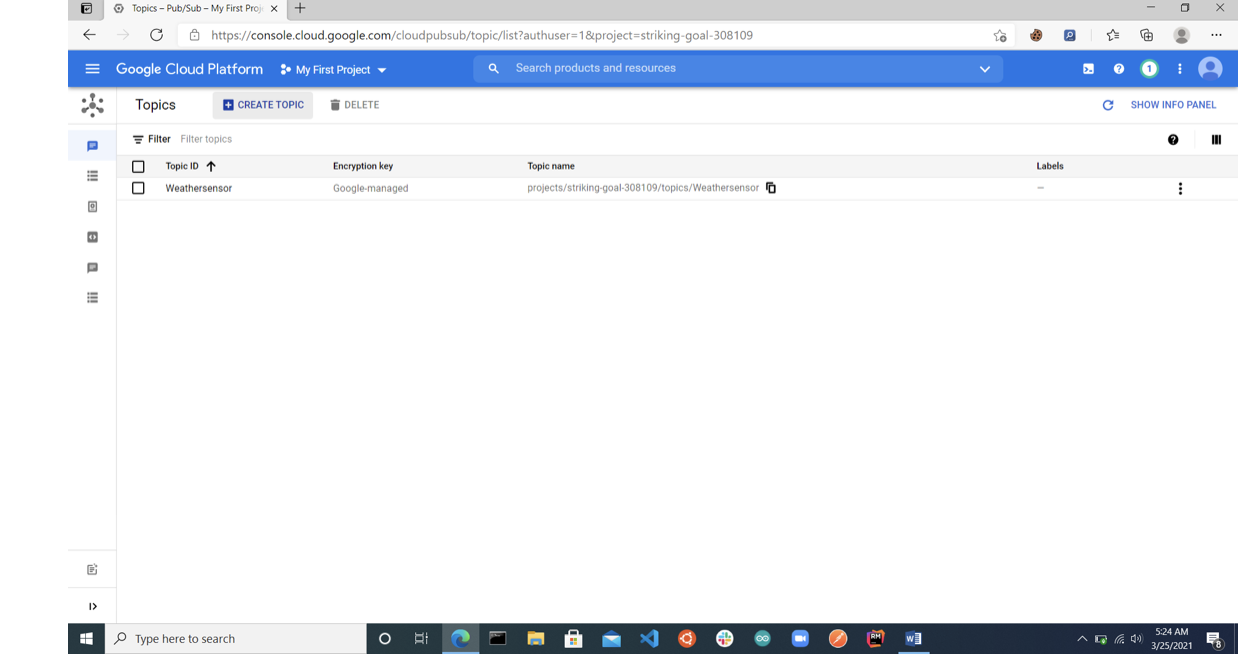 Topics – Pub/Sub – My First Proj
https://console.cloud.google.com/cloudpubsub/topic/list?authuser=1&project=striking-goal-308109
Google Cloud Platform My First Project Search products and resources 1
Topics CREATE TOPIC DELETE SHOW INFO PANEL
Filter Filter topics
Topic ID Encryption key Topic name Labels
Weathersensor Google-managed projects/striking-goal-308109/topics/Weathersensor —
Type here to search
RM
5:24 AM
3/25/2021
8